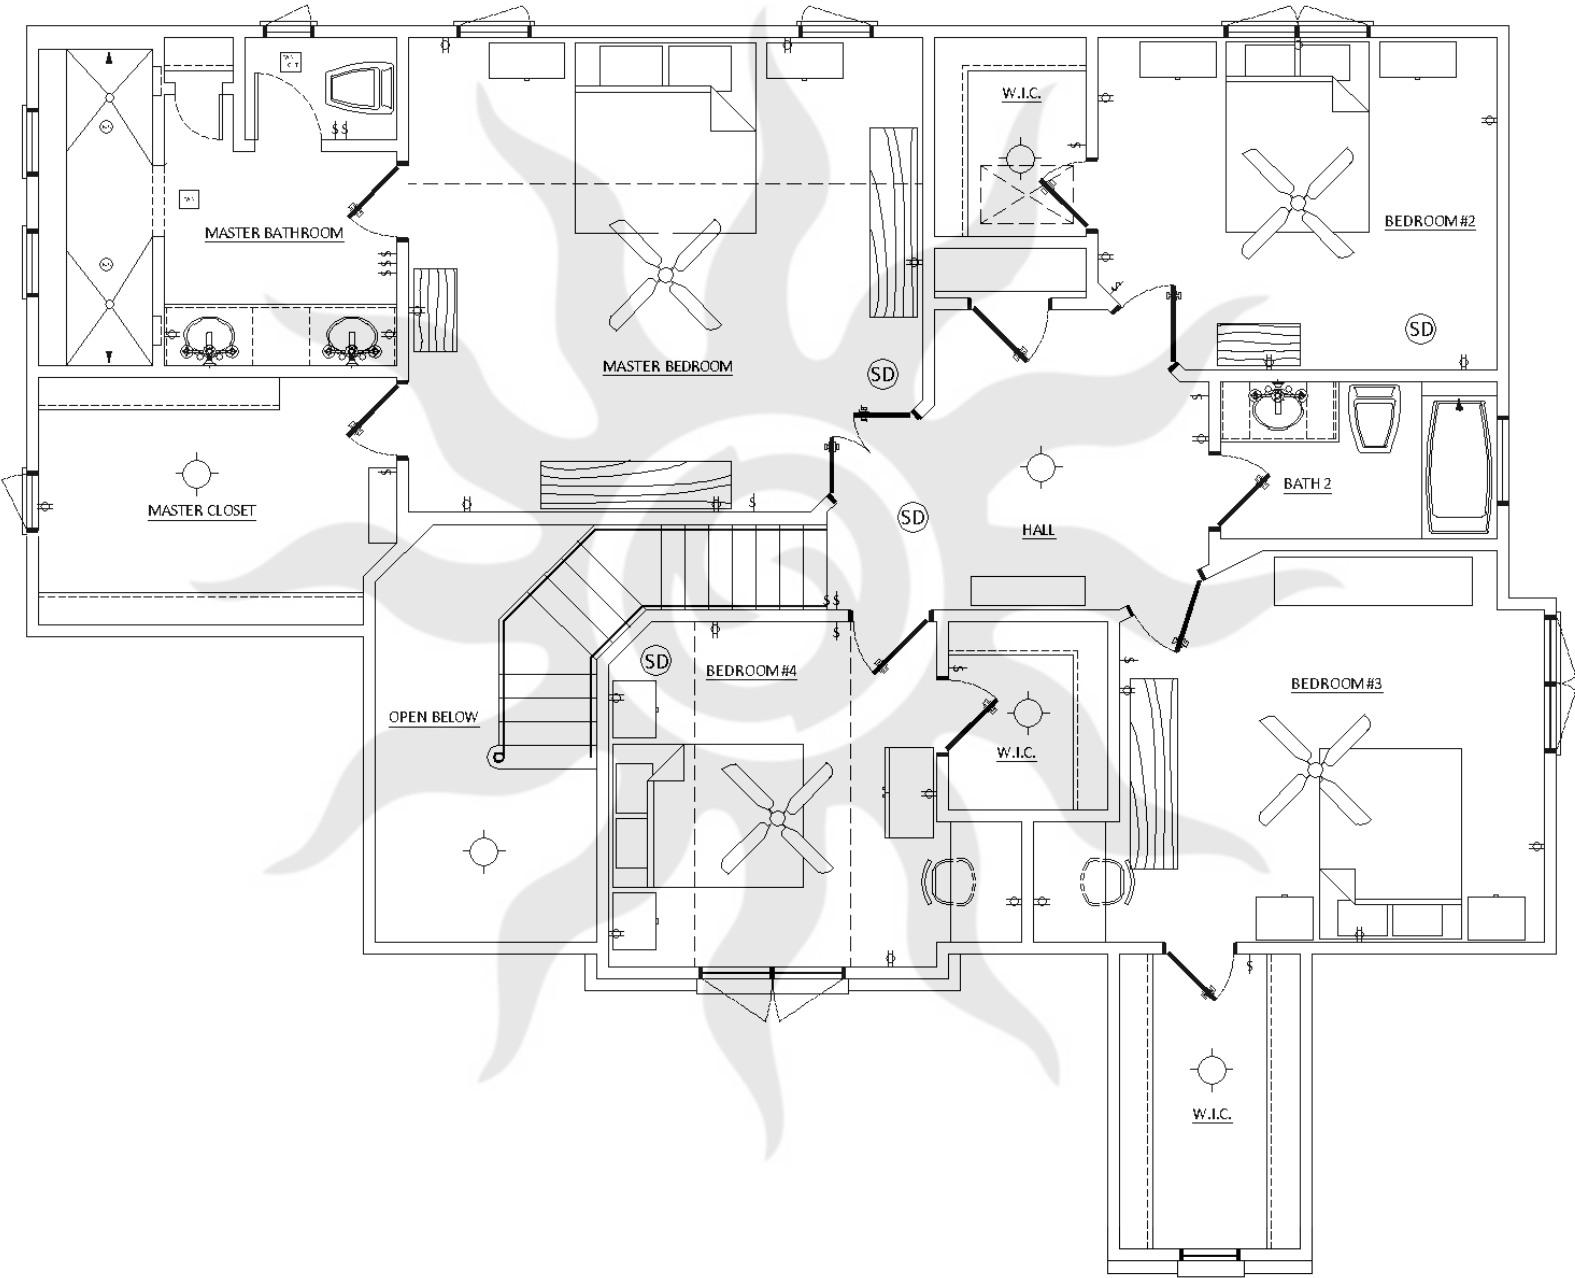 W.I.C.
BEDROOM #2
MASTER BATHROOM
$$
$
$
$
$
$
SD
MASTER BEDROOM
SD
$
$
MASTER CLOSET
BATH 2
$
SD
HALL
$$
$
SD
BEDROOM #4
$
$
BEDROOM #3
OPEN BELOW
W.I.C.
$
W.I.C.